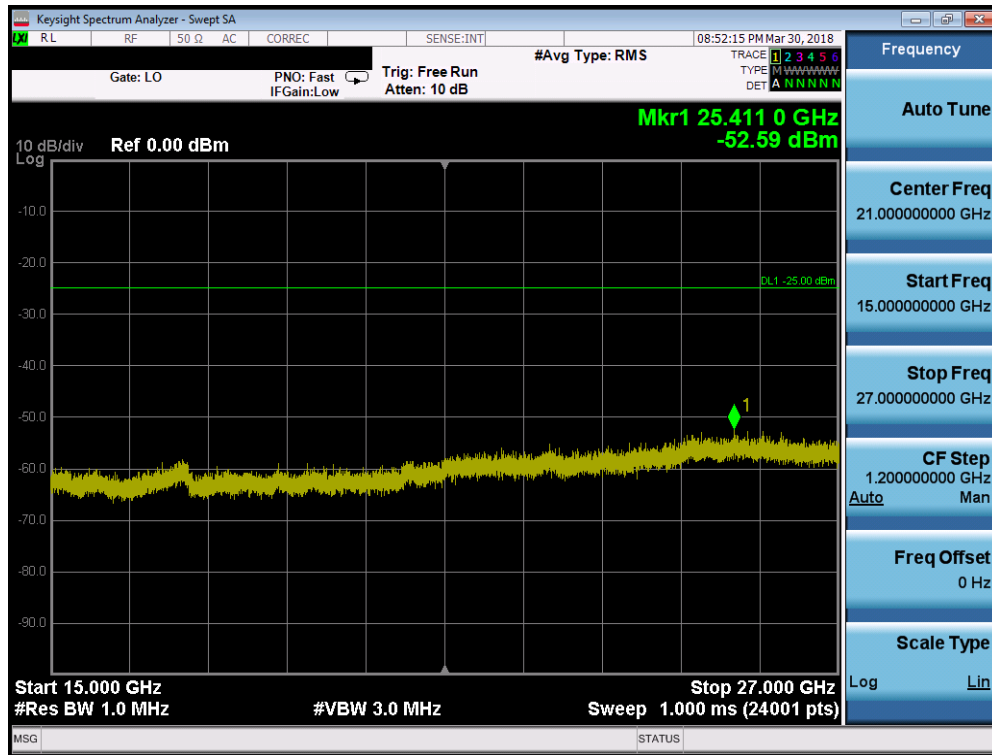 Keysight Spectrum Analyzer - Swept SA
LXI RL RF 50 Ω AC CORREC SENSE:INT 08:52:15 PM Mar 30, 2018
#Avg Type: RMS TRACE 1 2 3 4 5 6
Gate: LO PNO: Fast Trig: Free Run TYPE M WWWWW
IFGain:Low Atten: 10 dB DET A N N N N N
Mkr1 25.411 0 GHz
-52.59 dBm
10 dB/div Ref 0.00 dBm
Log
-10.0
-20.0
DL1 -25.00 dBm
-30.0
-40.0
-50.0
1
-60.0
-70.0
-80.0
-90.0
Start 15.000 GHz Stop 27.000 GHz
#Res BW 1.0 MHz #VBW 3.0 MHz Sweep 1.000 ms (24001 pts)
MSG STATUS
Frequency
Auto Tune
Center Freq
21.000000000 GHz
Start Freq
15.000000000 GHz
Stop Freq
27.000000000 GHz
CF Step
1.200000000 GHz
Auto Man
Freq Offset
0 Hz
Scale Type
Log Lin